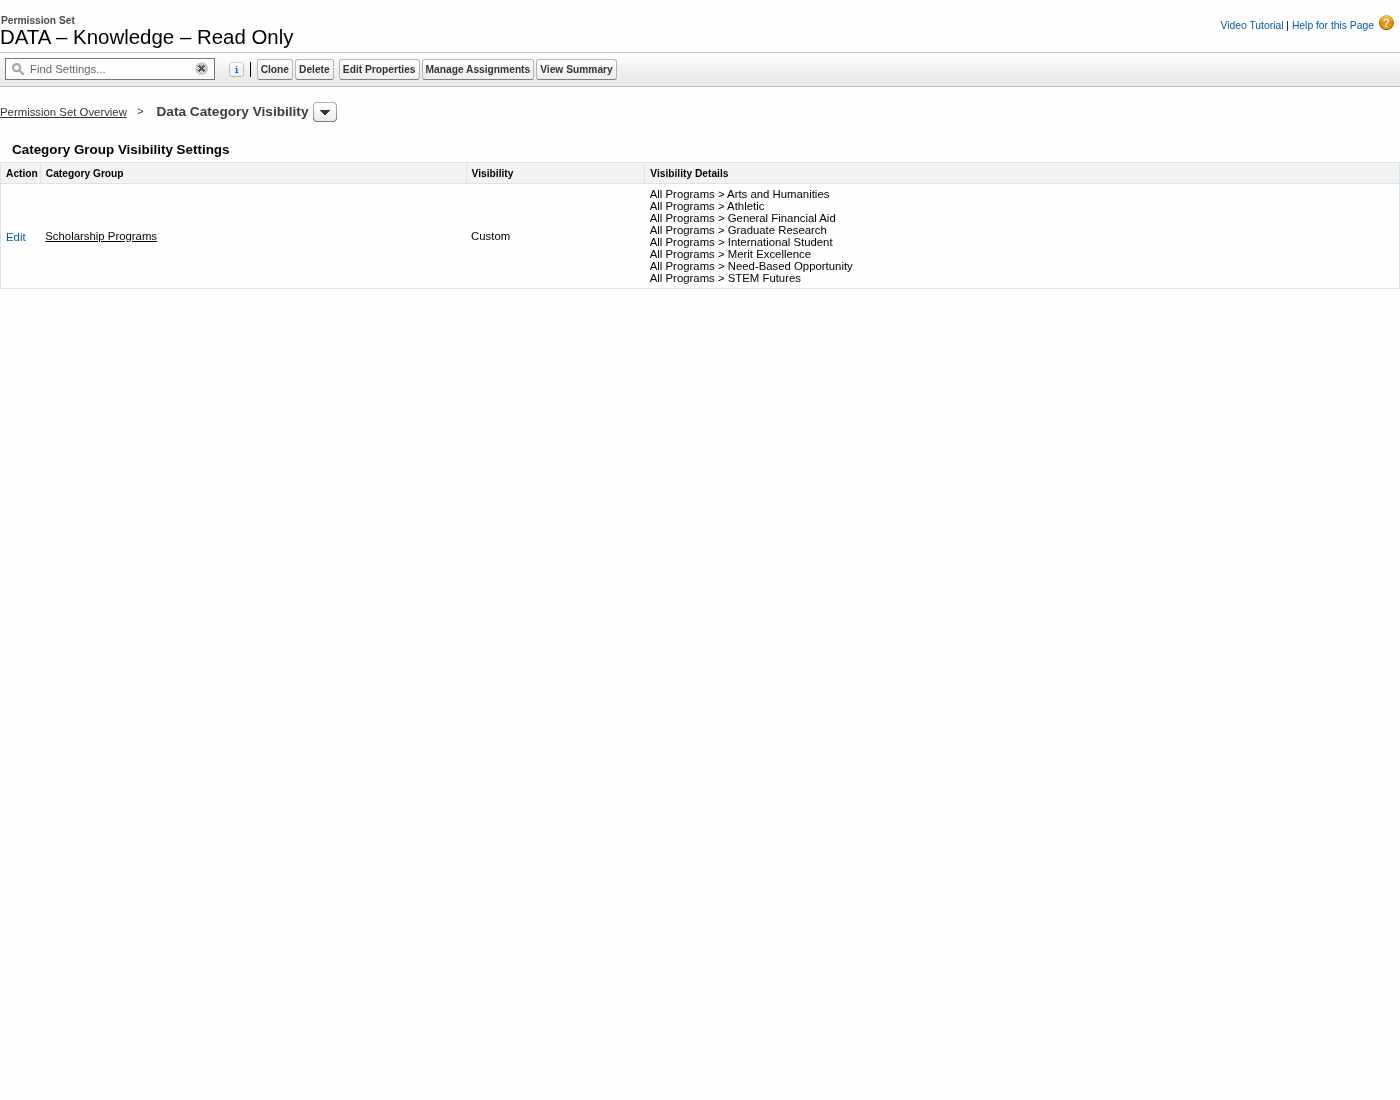 Permission Set
DATA – Knowledge – Read Only
Video Tutorial | Help for this Page ?
Find Settings...
i | Clone Delete Edit Properties Manage Assignments View Summary
Permission Set Overview > Data Category Visibility
Category Group Visibility Settings
Action Category Group Visibility Visibility Details
Edit Scholarship Programs Custom
All Programs > Arts and Humanities
All Programs > Athletic
All Programs > General Financial Aid
All Programs > Graduate Research
All Programs > International Student
All Programs > Merit Excellence
All Programs > Need-Based Opportunity
All Programs > STEM Futures